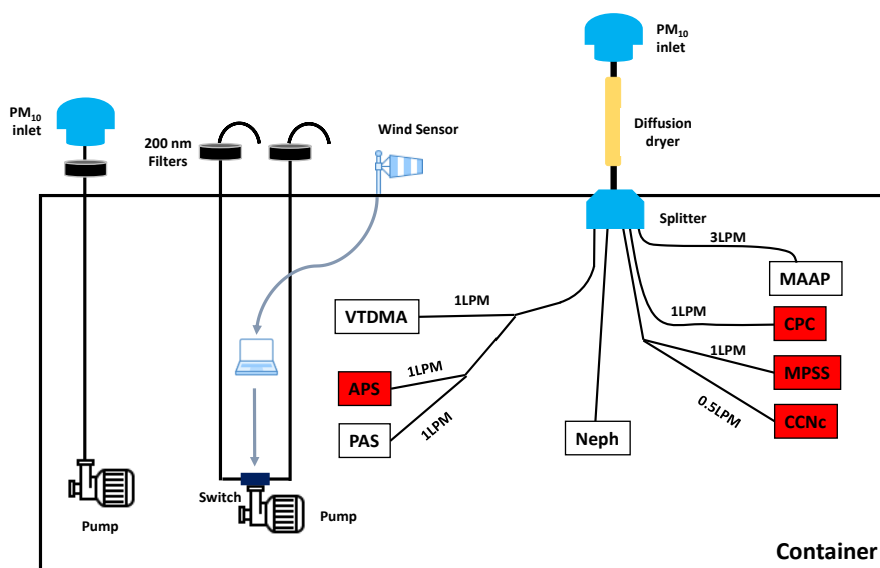 PM10
inlet
PM10
inlet
200 nm
Filters
Wind Sensor
Diffusion
dryer
Splitter
3LPM
MAAP
1LPM
VTDMA
1LPM
CPC
1LPM
MPSS
1LPM
APS
0.5LPM
CCNc
1LPM
PAS
Neph
Switch
Pump
Pump
Container